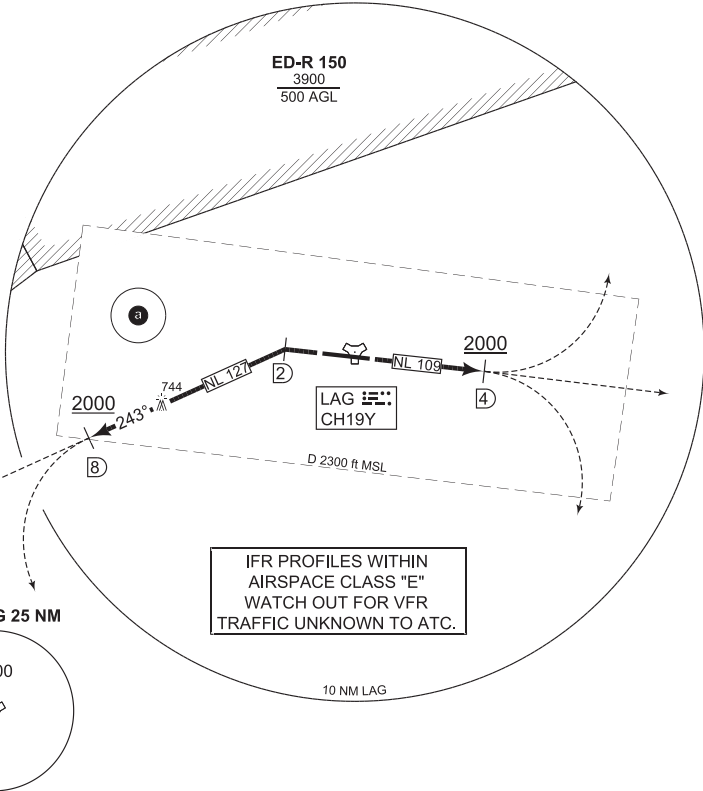 ED-R 150
3900
500 AGL
a
2000
NL 127
NL 109
744
2
4
2000
243°
8
LAG
CH19Y
D 2300 ft MSL
IFR PROFILES WITHIN
AIRSPACE CLASS "E"
WATCH OUT FOR VFR
TRAFFIC UNKNOWN TO ATC.
G 25 NM
00
10 NM LAG